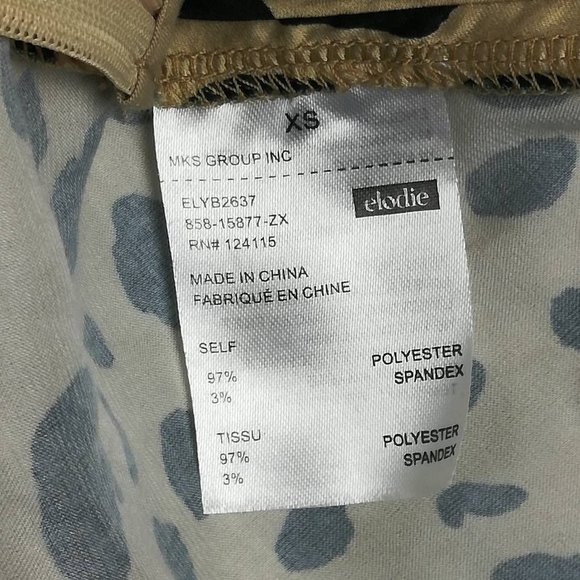 XS
MKS GROUP INC
ELYB2637
elodie
858-15877-ZX
RN# 124115
MADE IN CHINA
FABRIQUÉ EN CHINE
SELF
97% POLYESTER
3% SPANDEX
TISSU
97% POLYESTER
3% SPANDEX